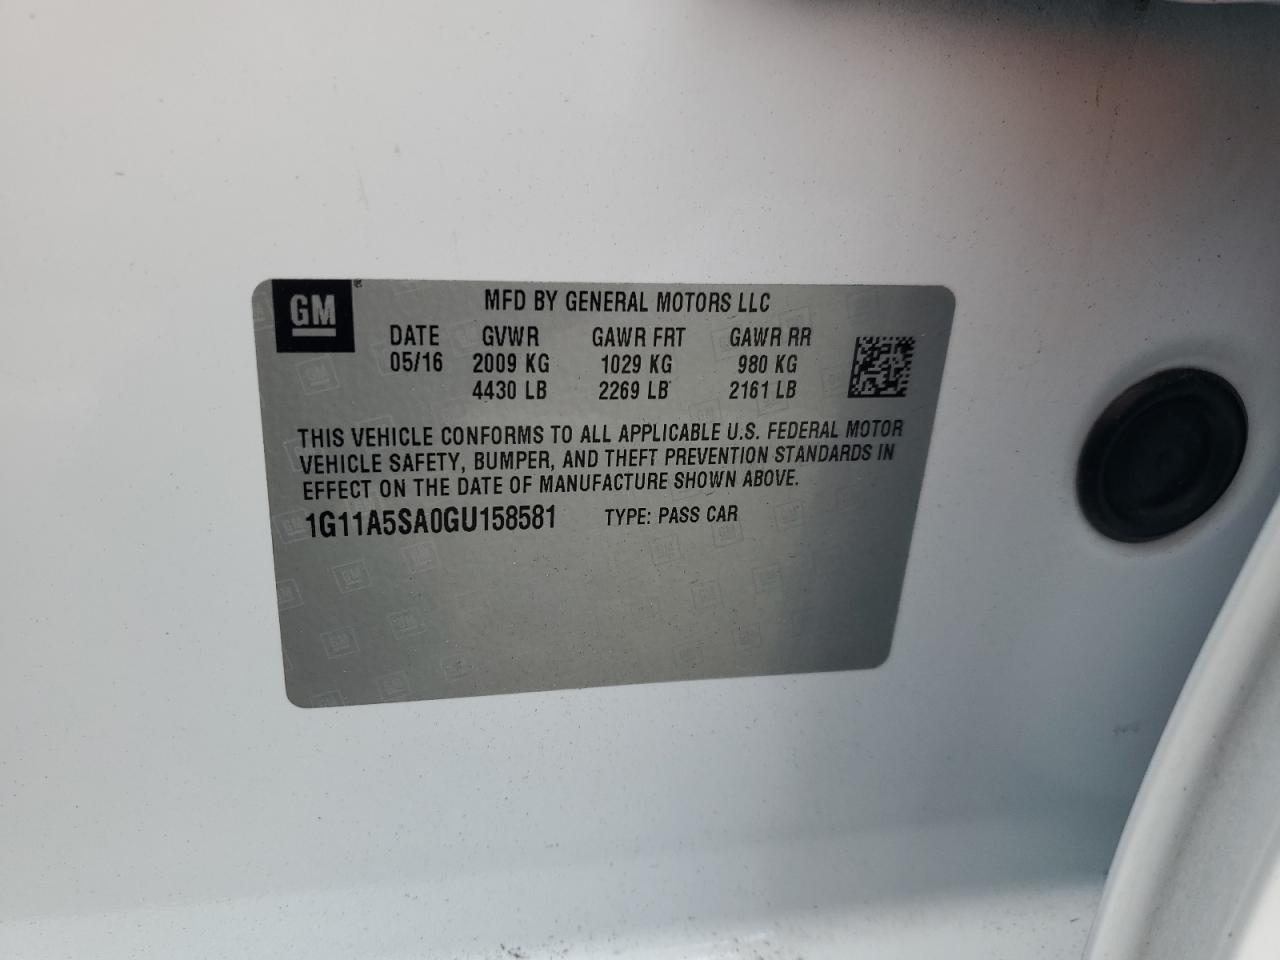 GM
MFD BY GENERAL MOTORS LLC
DATE GVWR GAWR FRT GAWR RR
05/16 2009 KG 1029 KG 980 KG
4430 LB 2269 LB 2161 LB
THIS VEHICLE CONFORMS TO ALL APPLICABLE U.S. FEDERAL MOTOR
VEHICLE SAFETY, BUMPER, AND THEFT PREVENTION STANDARDS IN
EFFECT ON THE DATE OF MANUFACTURE SHOWN ABOVE.
1G11A5SA0GU158581 TYPE: PASS CAR